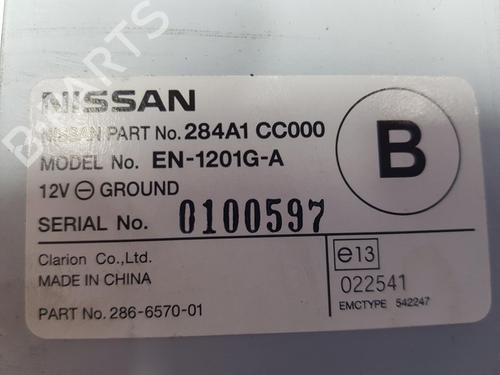 B-PARTS
NISSAN
NISSAN PART No. 284A1 CC000
MODEL No. EN-1201G-A
12V ⊖ GROUND
SERIAL No. 0100597
B
Clarion Co.,Ltd.
MADE IN CHINA
PART No. 286-6570-01
e13
022541
EMCTYPE 542247